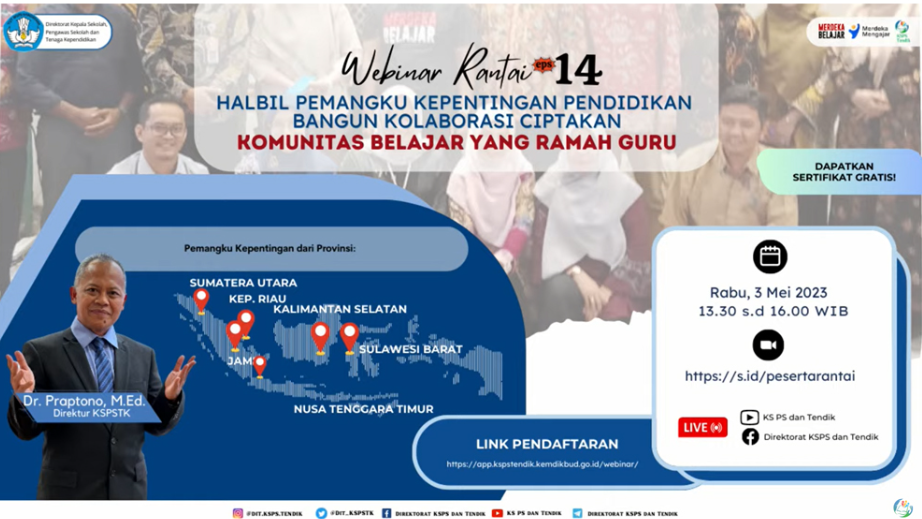 Direktorat Kepala Sekolah,
Pengawas Sekolah dan
Tenaga Kependidikan
MERDEKA
BELAJAR
Merdeka
Mengajar
KSPS
Tendik
Webinar Rantai eps 14
HALBIL PEMANGKU KEPENTINGAN PENDIDIKAN
BANGUN KOLABORASI CIPTAKAN
KOMUNITAS BELAJAR YANG RAMAH GURU
DAPATKAN
SERTIFIKAT GRATIS!
Pemangku Kepentingan dari Provinsi:
SUMATERA UTARA
KEP. RIAU
KALIMANTAN SELATAN
SULAWESI BARAT
NUSA TENGGARA TIMUR
Dr. Praptono, M.Ed.
Direktur KSPSTK
Rabu, 3 Mei 2023
13.30 s.d 16.00 WIB
https://s.id/pesertarantai
LIVE
KS PS dan Tendik
Direktorat KSPS dan Tendik
LINK PENDAFTARAN
https://app.kspstendik.kemdikbud.go.id/webinar/
@DIT.KSPS.TENDIK @DIT_KSPSTK DIREKTORAT KSPS DAN TENDIK KS PS DAN TENDIK DIREKTORAT KSPS DAN TENDIK